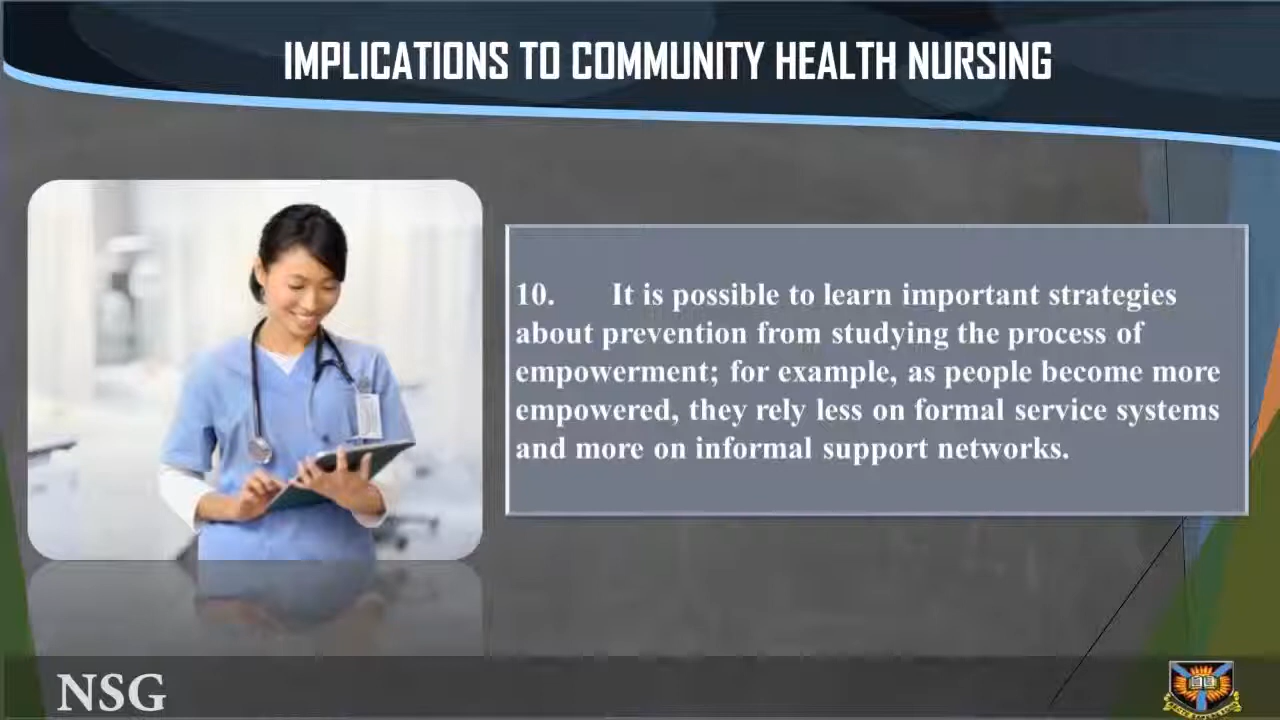 IMPLICATIONS TO COMMUNITY HEALTH NURSING
10. It is possible to learn important strategies
about prevention from studying the process of
empowerment; for example, as people become more
empowered, they rely less on formal service systems
and more on informal support networks.
NSG